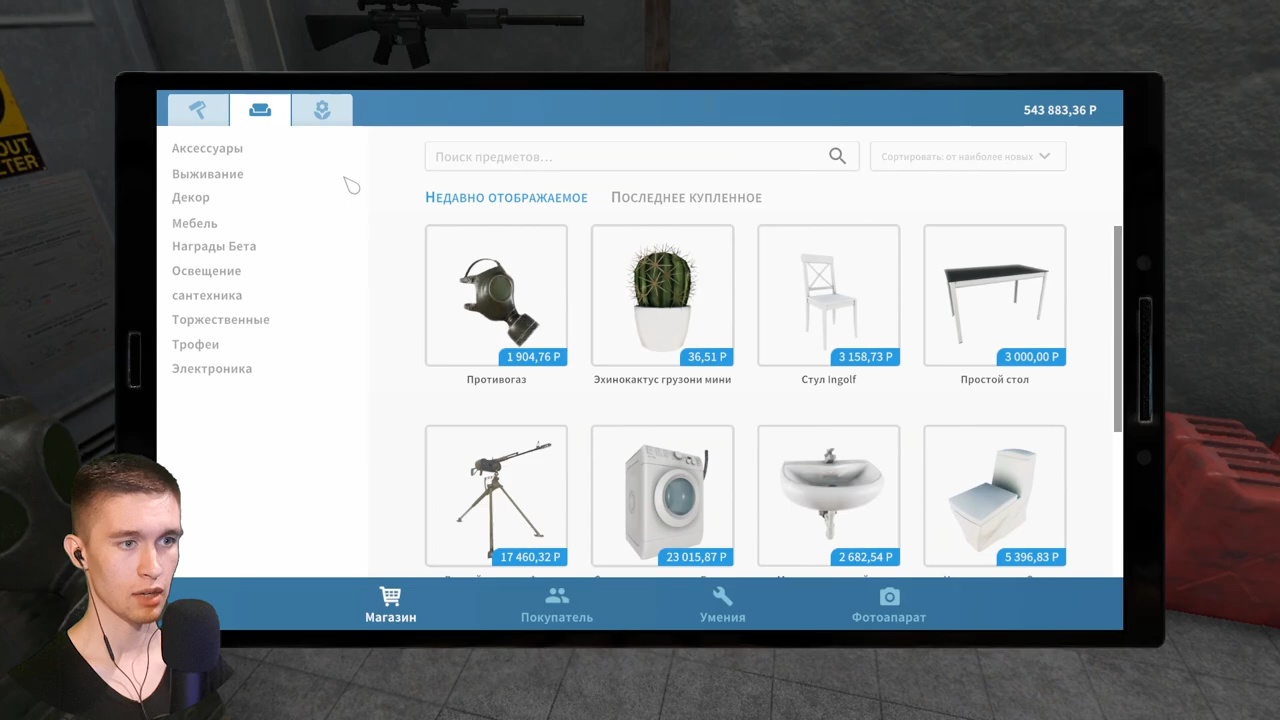 OUT
LTER
543 883,36 Р
Аксессуары
Выживание
Декор
Мебель
Награды Бета
Освещение
сантехника
Торжественные
Трофеи
Электроника
Поиск предметов...
Сортировать: от наиболее новых
Недавно отображаемое
Последнее купленное
1 904,76 Р
36,51 Р
3 158,73 Р
3 000,00 Р
Противогаз
Эхинокактус грузони мини
Стул Ingolf
Простой стол
17 460,32 Р
23 015,87 Р
2 682,54 Р
5 396,83 Р
Магазин
Покупатель
Умения
Фотоаппарат